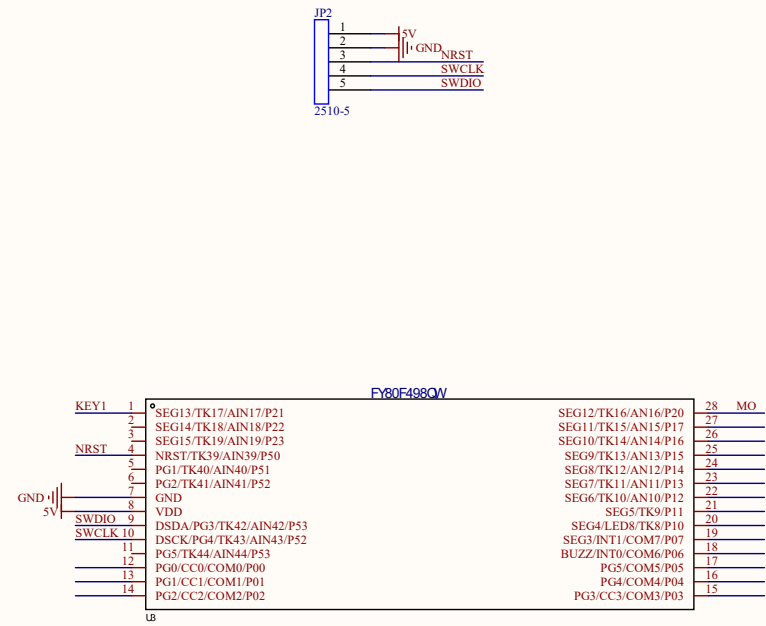 JP2
1 5V
2 GND
3 NRST
4 SWCLK
5 SWDIO
2510-5
FY80F498QW
KEY1 1 SEG13/TK17/AIN17/P21 SEG12/TK16/AN16/P20 28 MO
2 SEG14/TK18/AIN18/P22 SEG11/TK15/AN15/P17 27
3 SEG15/TK19/AIN19/P23 SEG10/TK14/AN14/P16 26
NRST 4 NRST/TK39/AIN39/P50 SEG9/TK13/AN13/P15 25
5 PG1/TK40/AIN40/P51 SEG8/TK12/AN12/P14 24
6 PG2/TK41/AIN41/P52 SEG7/TK11/AN11/P13 23
GND 7 GND SEG6/TK10/AN10/P12 22
5V 8 VDD SEG5/TK9/P11 21
SWDIO 9 DSDA/PG3/TK42/AIN42/P53 SEG4/LED8/TK8/P10 20
SWCLK 10 DSCK/PG4/TK43/AIN43/P52 SEG3/INT1/COM7/P07 19
11 PG5/TK44/AIN44/P53 BUZZ/INT0/COM6/P06 18
12 PG0/CC0/COM0/P00 PG5/COM5/P05 17
13 PG1/CC1/COM1/P01 PG4/COM4/P04 16
14 PG2/CC2/COM2/P02 PG3/CC3/COM3/P03 15
U3